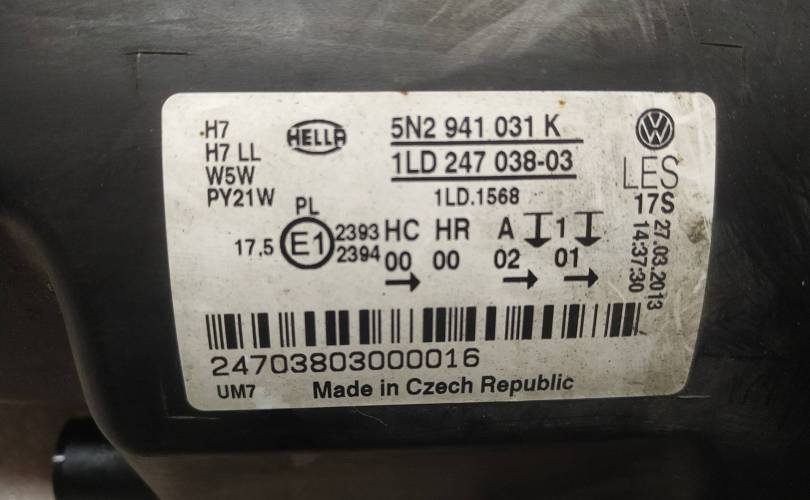 H7
H7 LL
W5W
PY21W
HELLA
5N2 941 031 K
1LD 247 038-03
1LD.1568
VW
LES
17S
27.03.2013
14:37:30
PL
17,5 E1 2393 2394
HC HR A 1
00 00 02 01
24703803000016
UM7 Made in Czech Republic